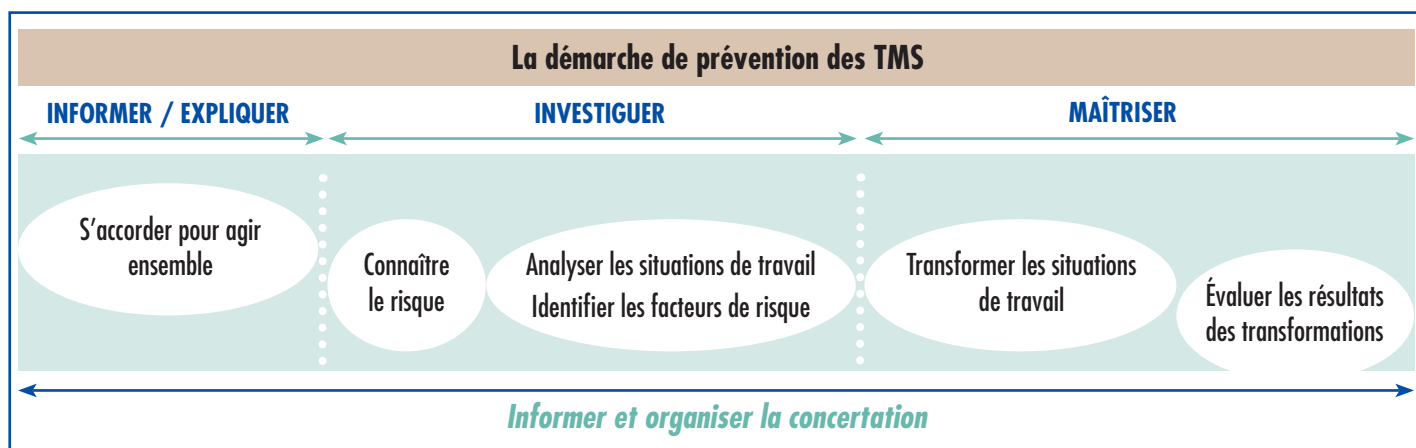 La démarche de prévention des TMS
INFORMER / EXPLIQUER
INVESTIGUER
MAÎTRISER
S'accorder pour agir
ensemble
Connaître
le risque
Analyser les situations de travail
Identifier les facteurs de risque
Transformer les situations
de travail
Évaluer les résultats
des transformations
Informer et organiser la concertation